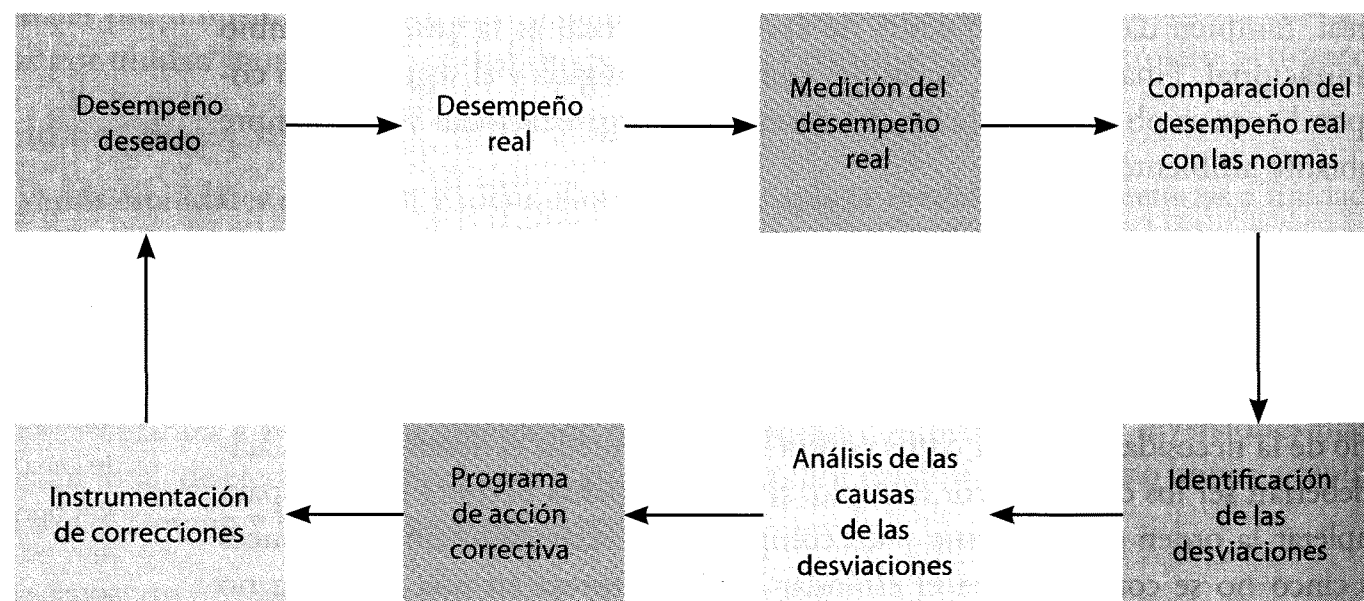 Desempeño
deseado
Desempeño
real
Medición del
desempeño
real
Comparación del
desempeño real
con las normas
Instrumentación
de correcciones
Programa
de acción
correctiva
Análisis de las
causas
de las
desviaciones
Identificación
de las
desviaciones